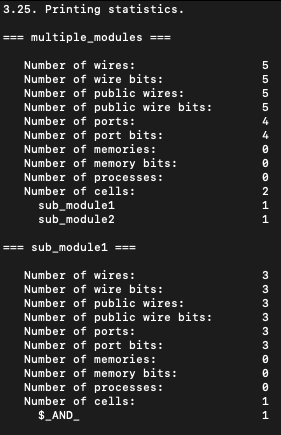 3.25. Printing statistics.
=== multiple_modules ===
Number of wires: 5
Number of wire bits: 5
Number of public wires: 5
Number of public wire bits: 5
Number of ports: 4
Number of port bits: 4
Number of memories: 0
Number of memory bits: 0
Number of processes: 0
Number of cells: 2
sub_module1 1
sub_module2 1
=== sub_module1 ===
Number of wires: 3
Number of wire bits: 3
Number of public wires: 3
Number of public wire bits: 3
Number of ports: 3
Number of port bits: 3
Number of memories: 0
Number of memory bits: 0
Number of processes: 0
Number of cells: 1
$_AND_ 1